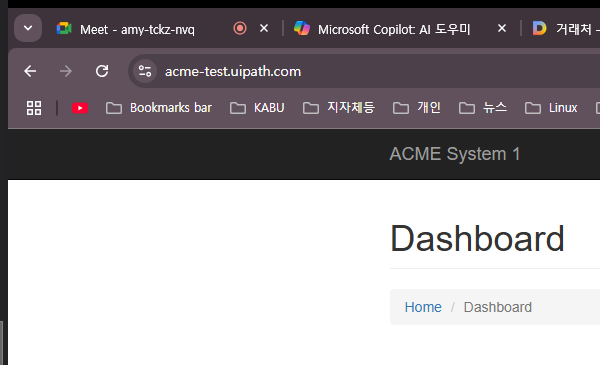 Meet - amy-tckz-nvq
Microsoft Copilot: AI 도우미
거래처 -
acme-test.uipath.com
Bookmarks bar
KABU
지자체등
개인
뉴스
Linux
ACME System 1
Dashboard
Home / Dashboard